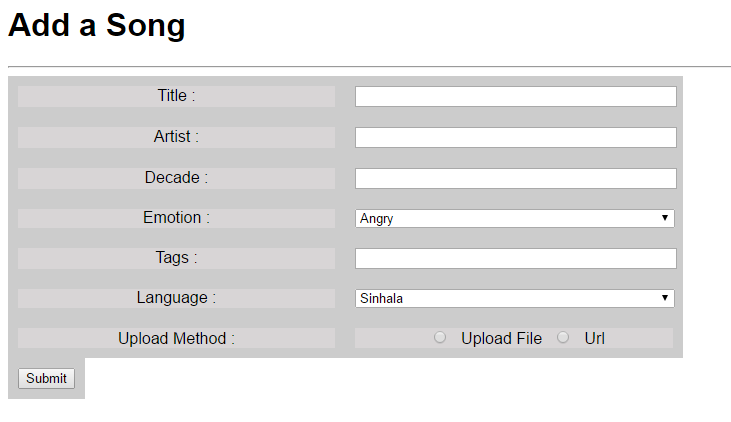 Add a Song
Title :
Artist :
Decade :
Emotion : Angry
Tags :
Language : Sinhala
Upload Method : Upload File Url
Submit